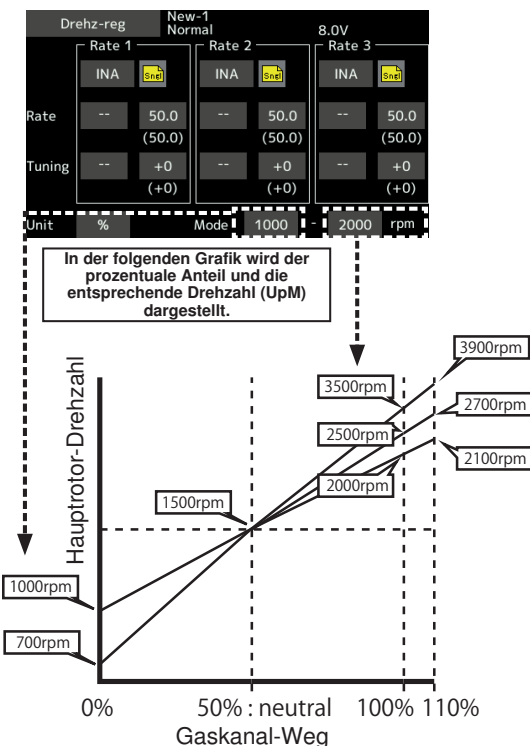 Drehz-reg New-1
Normal 8.0V
Rate 1 Rate 2 Rate 3
INA Sngl INA Sngl INA Sngl
Rate -- 50.0 -- 50.0 -- 50.0
(50.0) (50.0) (50.0)
Tuning -- +0 -- +0 -- +0
(+0) (+0) (+0)
Unit % Mode 1000 - 2000 rpm
In der folgenden Grafik wird der
prozentuale Anteil und die
entsprechende Drehzahl (UpM)
dargestellt.
3900rpm
3500rpm
2700rpm
2500rpm
2100rpm
2000rpm
1500rpm
Hauptrotor-Drehzahl
1000rpm
700rpm
0% 50% : neutral 100% 110%
Gaskanal-Weg